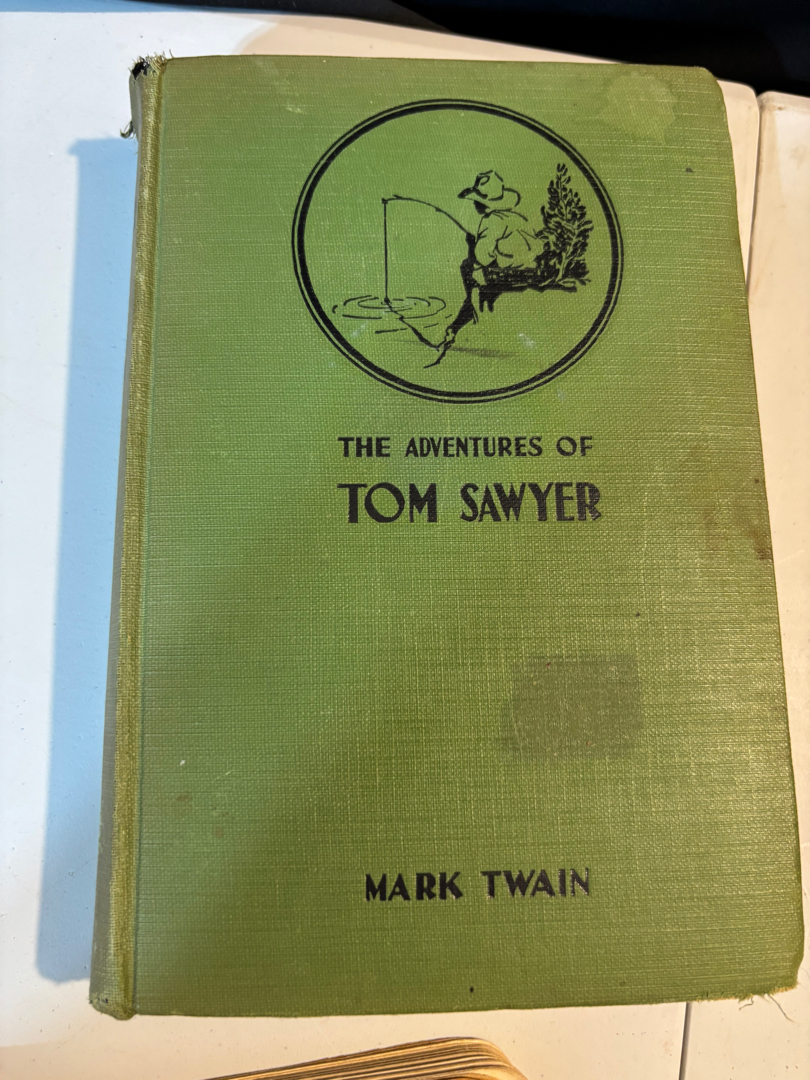 THE ADVENTURES OF
TOM SAWYER
MARK TWAIN